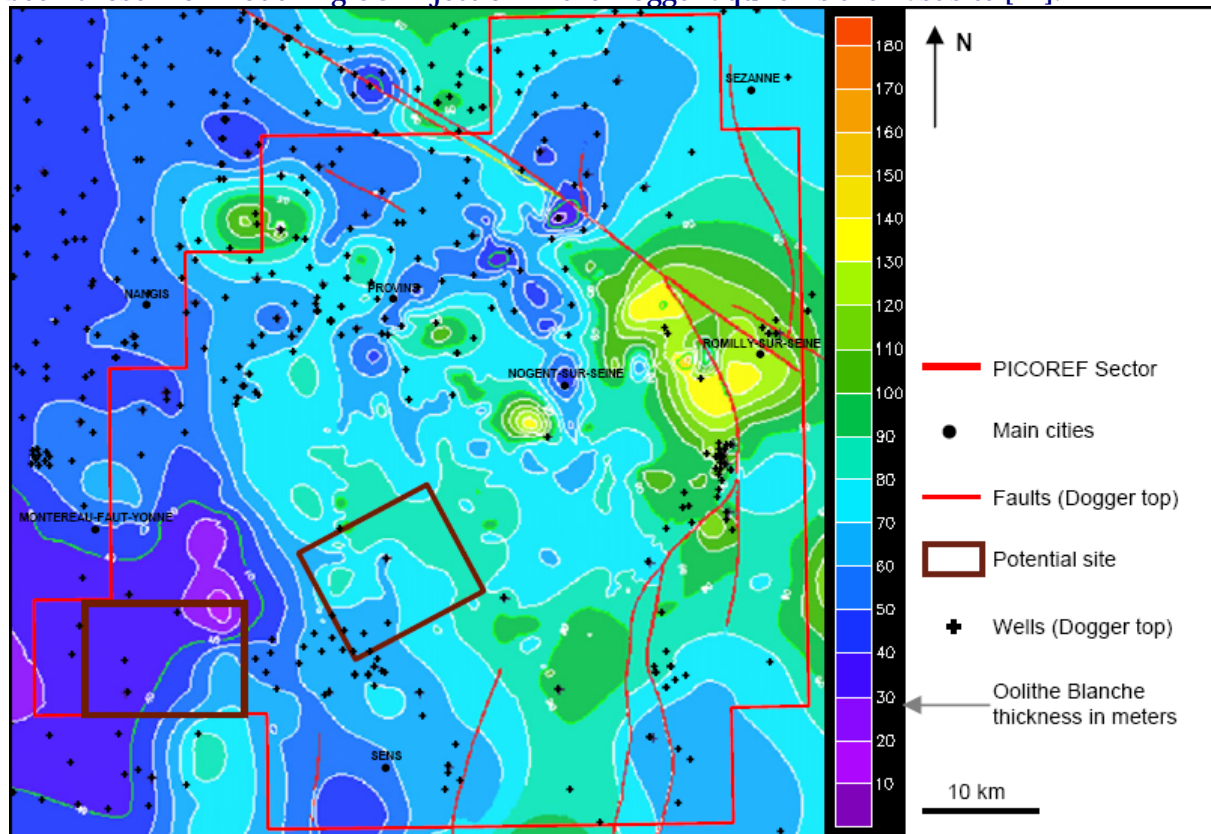 SEZANNE
NANGIS
PROVINS
ROMILLY-SUR-SEINE
NOGENT-SUR-SEINE
MONTEREAU-FAUT-YONNE
SENS
180
170
160
150
140
130
120
110
100
90
80
70
60
50
40
30
20
10
N
PICOREF Sector
Main cities
Faults (Dogger top)
Potential site
Wells (Dogger top)
Oolithe Blanche
thickness in meters
10 km